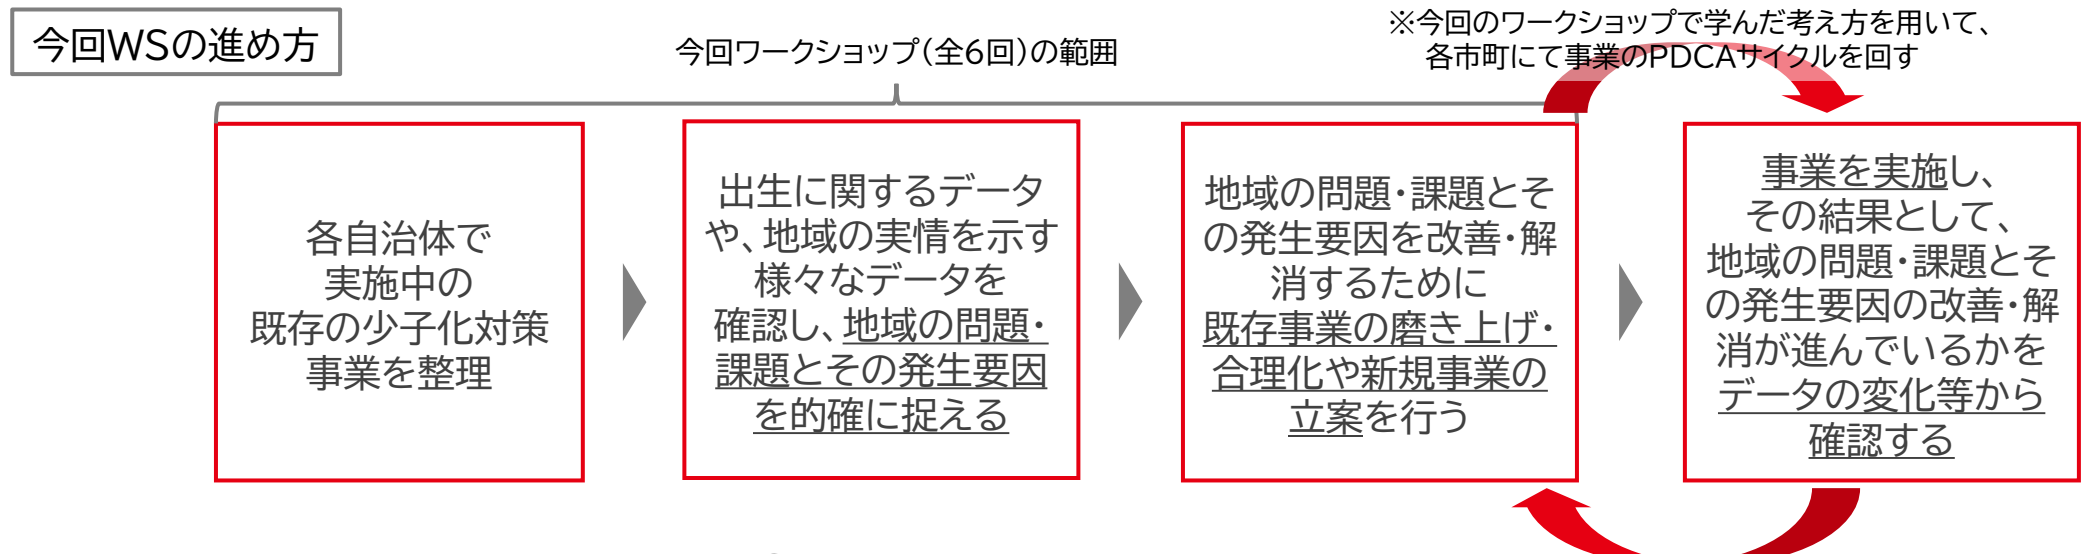 今回WSの進め方
今回ワークショップ(全6回)の範囲
※今回のワークショップで学んだ考え方を用いて、
各市町にて事業のPDCAサイクルを回す
各自治体で
実施中の
既存の少子化対策
事業を整理
出生に関するデータ
や、地域の実情を示す
様々なデータを
確認し、地域の問題・
課題とその発生要因
を的確に捉える
地域の問題・課題とそ
の発生要因を改善・解
消するために
既存事業の磨き上げ・
合理化や新規事業の
立案を行う
事業を実施し、
その結果として、
地域の問題・課題とそ
の発生要因の改善・解
消が進んでいるかを
データの変化等から
確認する